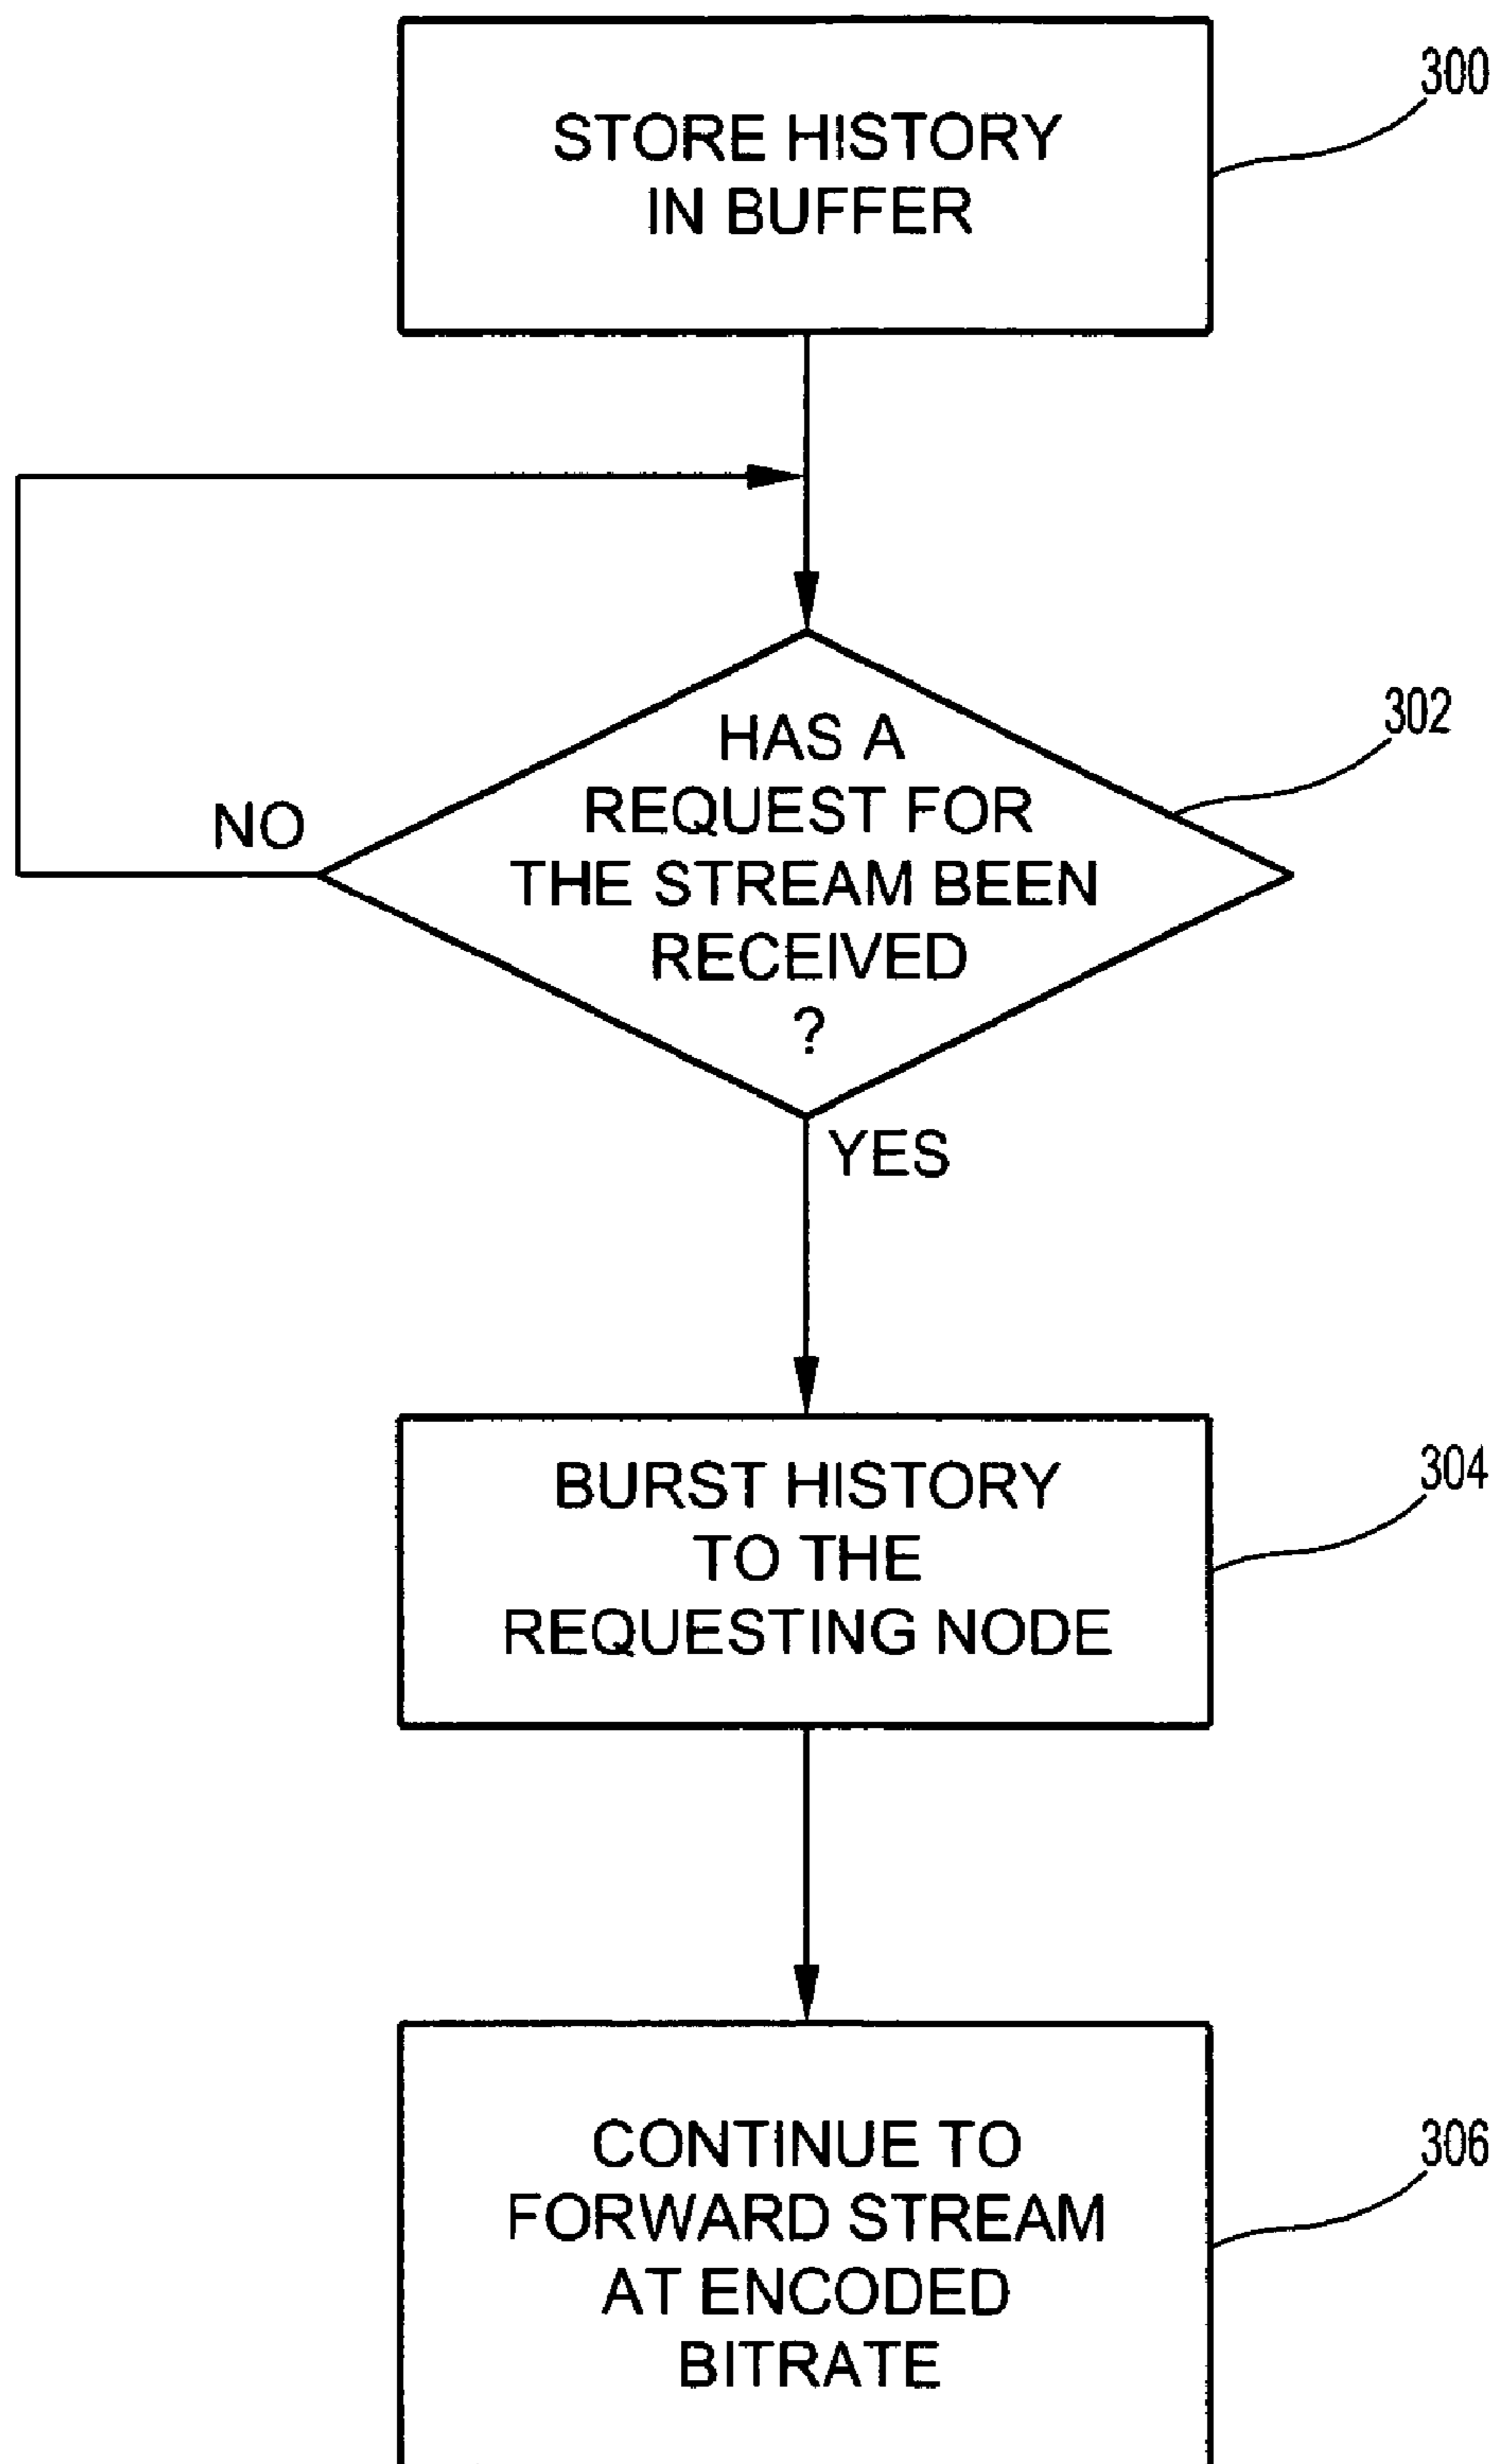 300
STORE HISTORY
IN BUFFER
302
HAS A
REQUEST FOR
THE STREAM BEEN
RECEIVED
?
NO
YES
304
BURST HISTORY
TO THE
REQUESTING NODE
306
CONTINUE TO
FORWARD STREAM
AT ENCODED
BITRATE